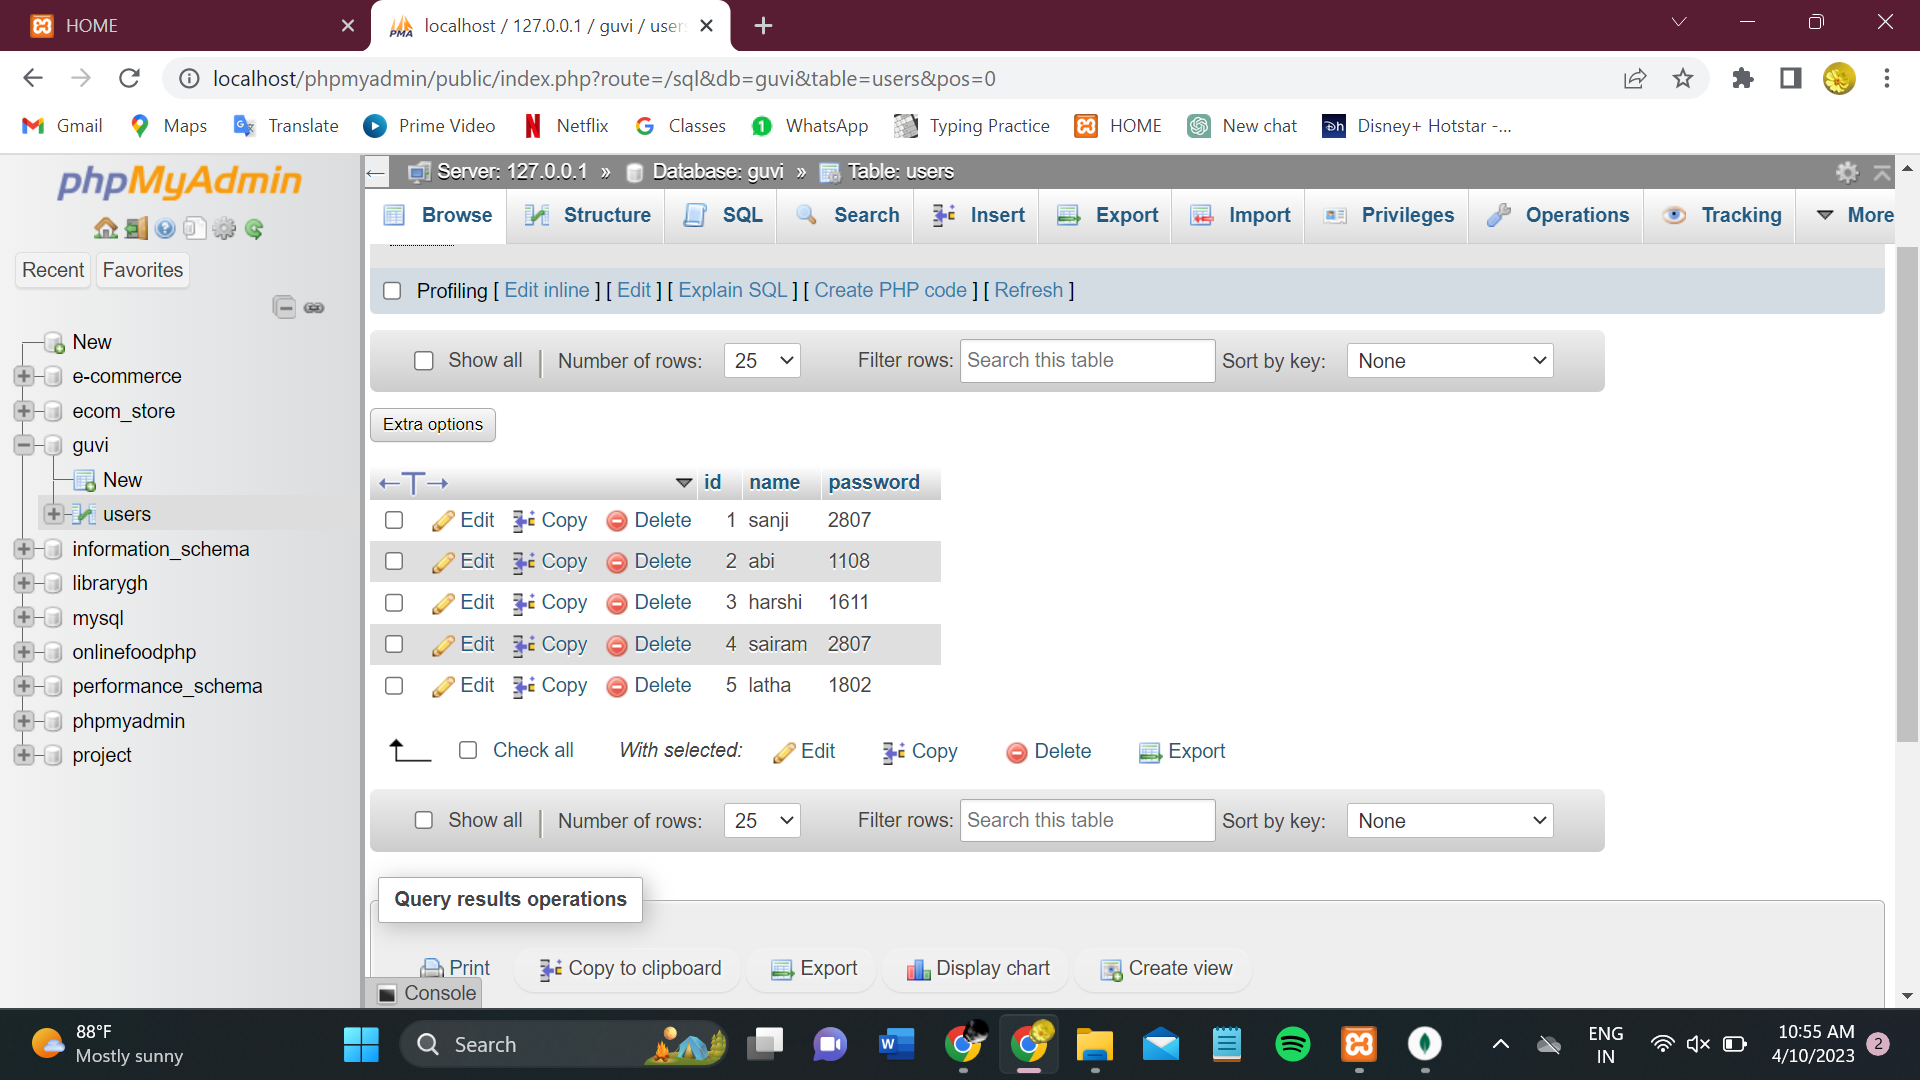 HOME
localhost / 127.0.0.1 / guvi / users
localhost/phpmyadmin/public/index.php?route=/sql&db=guvi&table=users&pos=0
Gmail Maps Translate Prime Video Netflix Classes WhatsApp Typing Practice HOME New chat Disney+ Hotstar -...
phpMyAdmin
Recent Favorites
New
e-commerce
ecom_store
guvi
New
users
information_schema
librarygh
mysql
onlinefoodphp
performance_schema
phpmyadmin
project
Server: 127.0.0.1 » Database: guvi » Table: users
Browse Structure SQL Search Insert Export Import Privileges Operations Tracking More
Profiling [ Edit inline ] [ Edit ] [ Explain SQL ] [ Create PHP code ] [ Refresh ]
Show all Number of rows: 25 Filter rows: Search this table Sort by key: None
Extra options
id name password
Edit Copy Delete 1 sanji 2807
Edit Copy Delete 2 abi 1108
Edit Copy Delete 3 harshi 1611
Edit Copy Delete 4 sairam 2807
Edit Copy Delete 5 latha 1802
Check all With selected: Edit Copy Delete Export
Show all Number of rows: 25 Filter rows: Search this table Sort by key: None
Query results operations
Print Copy to clipboard Export Display chart Create view
Console
88°F
Mostly sunny
Search
ENG
IN
10:55 AM
4/10/2023
2